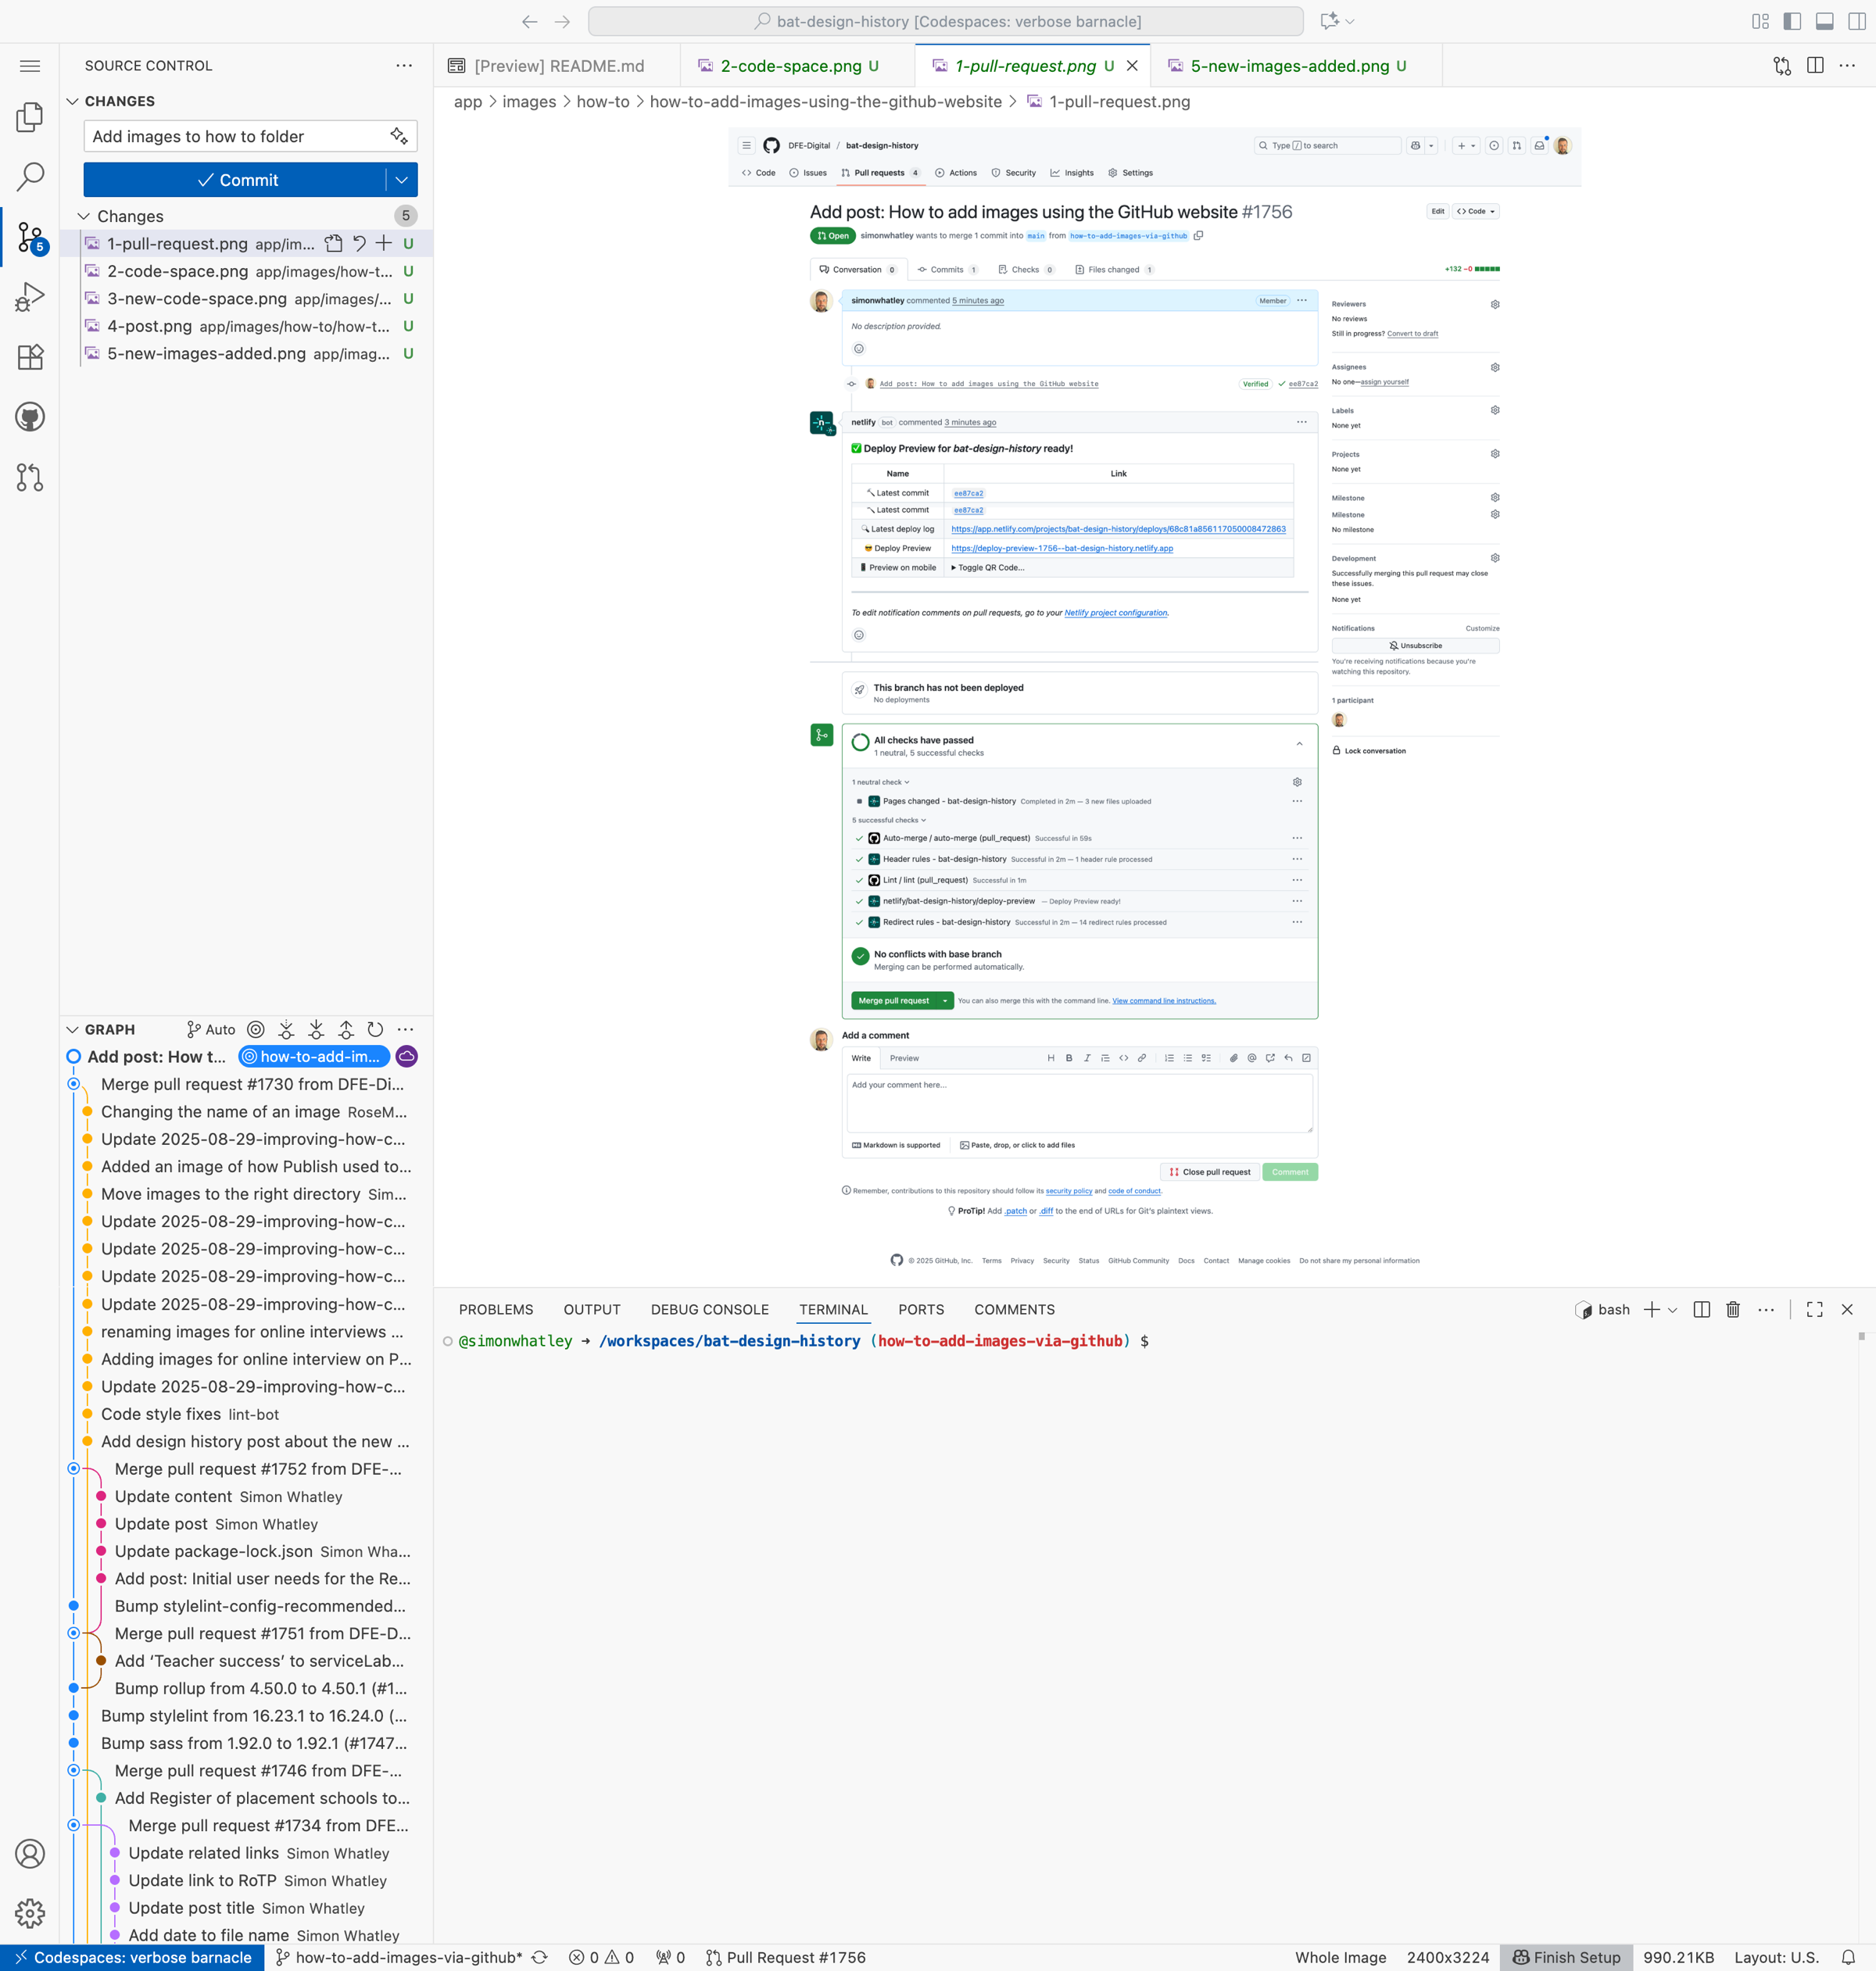 bat-design-history [Codespaces: verbose barnacle]
SOURCE CONTROL
CHANGES
Add images to how to folder
Commit
Changes 5
1-pull-request.png app/im... U
2-code-space.png app/images/how-t... U
3-new-code-space.png app/images/... U
4-post.png app/images/how-to/how-t... U
5-new-images-added.png app/imag... U
5
GRAPH Auto
Add post: How t... how-to-add-im...
Merge pull request #1730 from DFE-Di...
Changing the name of an image RoseM...
Update 2025-08-29-improving-how-c...
Added an image of how Publish used to...
Move images to the right directory Sim...
Update 2025-08-29-improving-how-c...
Update 2025-08-29-improving-how-c...
Update 2025-08-29-improving-how-c...
Update 2025-08-29-improving-how-c...
renaming images for online interviews ...
Adding images for online interview on P...
Update 2025-08-29-improving-how-c...
Code style fixes lint-bot
Add design history post about the new ...
Merge pull request #1752 from DFE-...
Update content Simon Whatley
Update post Simon Whatley
Update package-lock.json Simon Wha...
Add post: Initial user needs for the Re...
Bump stylelint-config-recommended...
Merge pull request #1751 from DFE-D...
Add ‘Teacher success’ to serviceLab...
Bump rollup from 4.50.0 to 4.50.1 (#1...
Bump stylelint from 16.23.1 to 16.24.0 (...
Bump sass from 1.92.0 to 1.92.1 (#1747...
Merge pull request #1746 from DFE-...
Add Register of placement schools to...
Merge pull request #1734 from DFE...
Update related links Simon Whatley
Update link to RoTP Simon Whatley
Update post title Simon Whatley
Add date to file name Simon Whatley
[Preview] README.md
2-code-space.png U
1-pull-request.png U
5-new-images-added.png U
app > images > how-to > how-to-add-images-using-the-github-website > 1-pull-request.png
DFE-Digital / bat-design-history
Type / to search
Code Issues Pull requests 4 Actions Security Insights Settings
Add post: How to add images using the GitHub website #1756
Edit <> Code
Open simonwhatley wants to merge 1 commit into main from how-to-add-images-via-github
Conversation 0 Commits 1 Checks 0 Files changed 1
+132 −0
simonwhatley commented 5 minutes ago Member
No description provided.
Add post: How to add images using the GitHub website Verified ee87ca2
netlify bot commented 3 minutes ago
✅ Deploy Preview for bat-design-history ready!
Name Link
🔨 Latest commit ee87ca2
🔨 Latest commit ee87ca2
🔍 Latest deploy log https://app.netlify.com/projects/bat-design-history/deploys/68c81a856117050008472863
😎 Deploy Preview https://deploy-preview-1756--bat-design-history.netlify.app
📱 Preview on mobile ▶ Toggle QR Code...
To edit notification comments on pull requests, go to your Netlify project configuration.
This branch has not been deployed
No deployments
All checks have passed
1 neutral, 5 successful checks
1 neutral check
Pages changed - bat-design-history Completed in 2m — 3 new files uploaded
5 successful checks
Auto-merge / auto-merge (pull_request) Successful in 59s
Header rules - bat-design-history Successful in 2m — 1 header rule processed
Lint / lint (pull_request) Successful in 1m
netlify/bat-design-history/deploy-preview — Deploy Preview ready!
Redirect rules - bat-design-history Successful in 2m — 14 redirect rules processed
No conflicts with base branch
Merging can be performed automatically.
Merge pull request You can also merge this with the command line. View command line instructions.
Add a comment
Write Preview
Add your comment here...
Markdown is supported Paste, drop, or click to add files
Close pull request Comment
Remember, contributions to this repository should follow its security policy and code of conduct.
ProTip! Add .patch or .diff to the end of URLs for Git's plaintext views.
Reviewers
No reviews
Still in progress? Convert to draft
Assignees
No one—assign yourself
Labels
None yet
Projects
None yet
Milestone
Milestone
No milestone
Development
Successfully merging this pull request may close
these issues.
None yet
Notifications Customize
Unsubscribe
You're receiving notifications because you're
watching this repository.
1 participant
Lock conversation
© 2025 GitHub, Inc. Terms Privacy Security Status GitHub Community Docs Contact Manage cookies Do not share my personal information
PROBLEMS OUTPUT DEBUG CONSOLE TERMINAL PORTS COMMENTS
bash
@simonwhatley ➜ /workspaces/bat-design-history (how-to-add-images-via-github) $
Codespaces: verbose barnacle how-to-add-images-via-github* 0 0 0 Pull Request #1756
Whole Image 2400x3224 Finish Setup 990.21KB Layout: U.S.